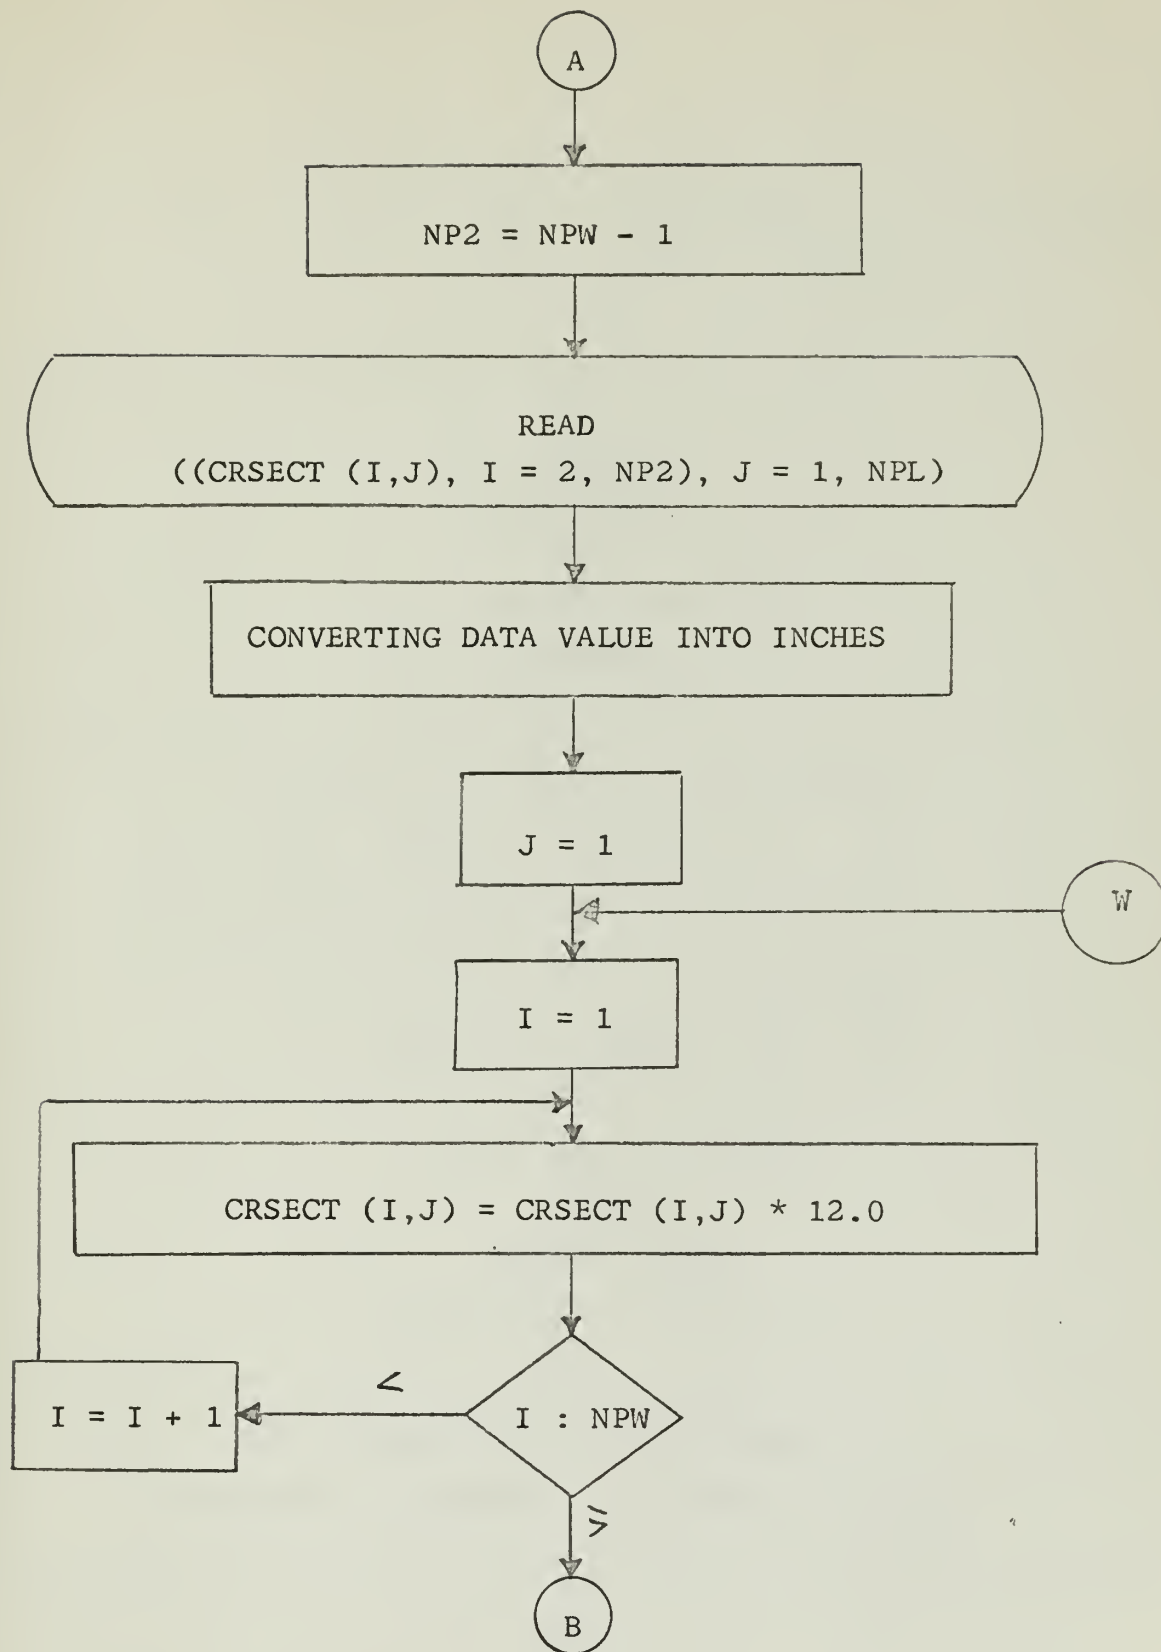 A
NP2 = NPW - 1
READ
((CRSECT (I,J), I = 2, NP2), J = 1, NPL)
CONVERTING DATA VALUE INTO INCHES
J = 1
W
I = 1
CRSECT (I,J) = CRSECT (I,J) * 12.0
<
I = I + 1
I : NPW
≥
B